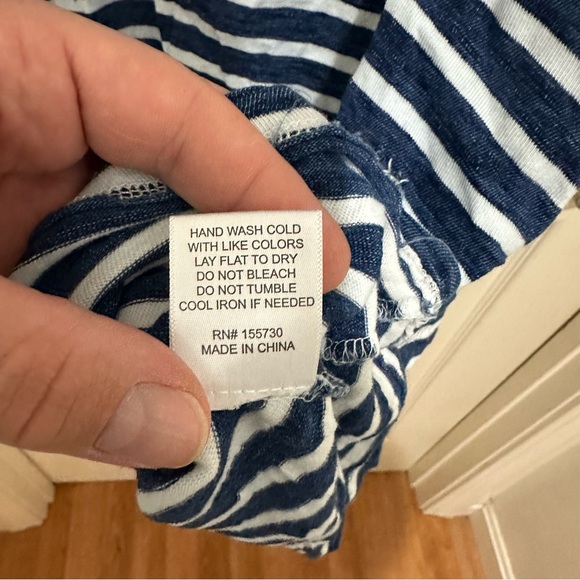 HAND WASH COLD
WITH LIKE COLORS
LAY FLAT TO DRY
DO NOT BLEACH
DO NOT TUMBLE
COOL IRON IF NEEDED
RN# 155730
MADE IN CHINA